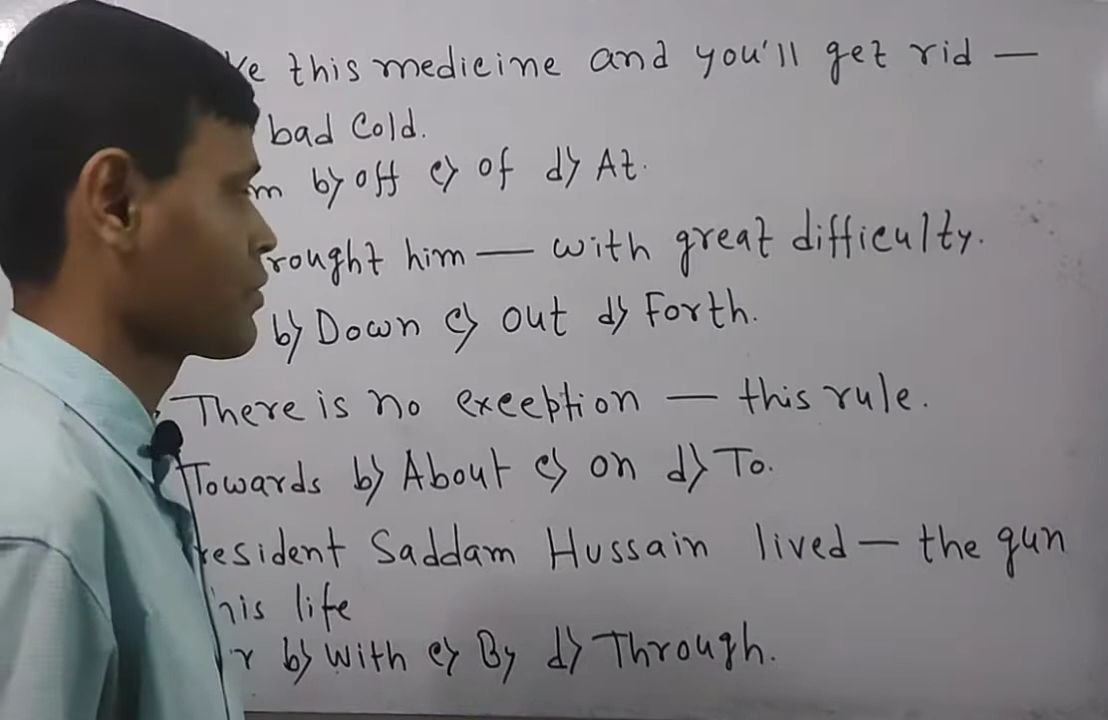 this medicine and you'll get rid —
bad Cold.
b) off c) of d) At.
him — with great difficulty.
b) Down c) out d) Forth.
There is no exception — this rule.
Towards b) About c) on d) To.
Saddam Hussain lived — the gun
his life
b) With c) By d) Through.